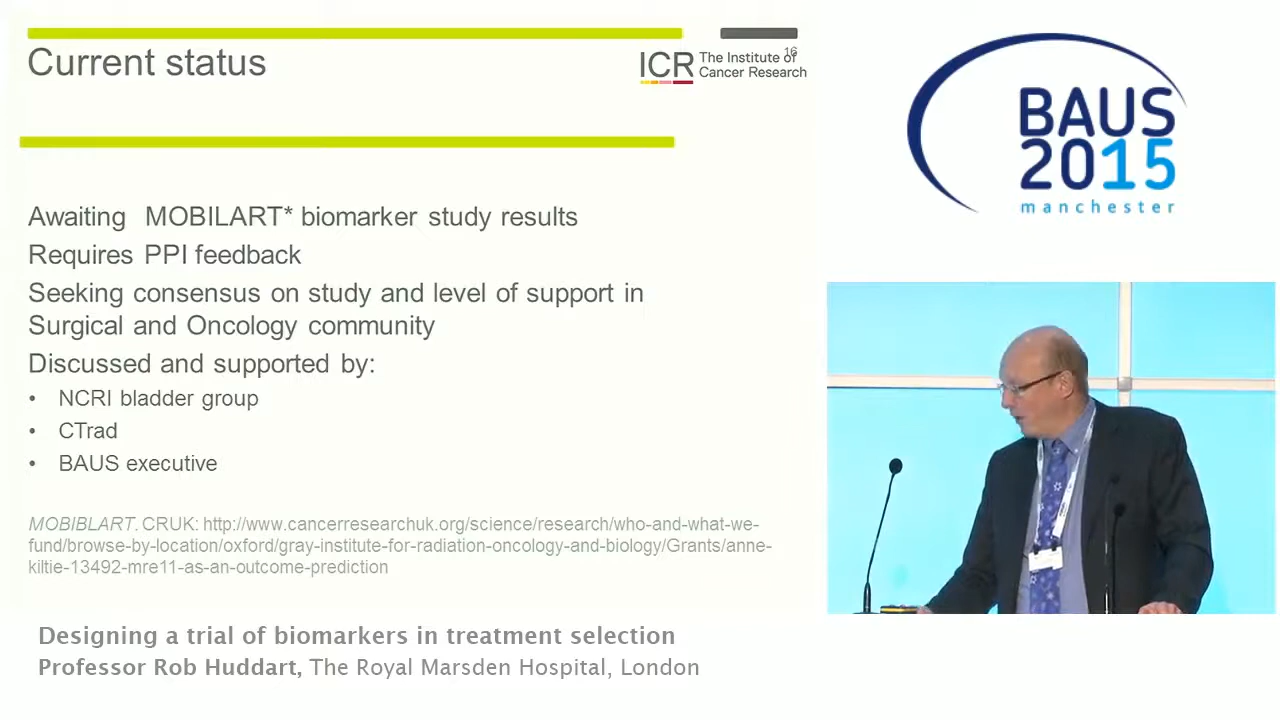 Current status
16
ICR The Institute of
Cancer Research
BAUS
2015
manchester
Awaiting MOBILART* biomarker study results
Requires PPI feedback
Seeking consensus on study and level of support in
Surgical and Oncology community
Discussed and supported by:
• NCRI bladder group
• CTrad
• BAUS executive
MOBIBLART. CRUK: http://www.cancerresearchuk.org/science/research/who-and-what-we-
fund/browse-by-location/oxford/gray-institute-for-radiation-oncology-and-biology/Grants/anne-
kiltie-13492-mre11-as-an-outcome-prediction
Designing a trial of biomarkers in treatment selection
Professor Rob Huddart, The Royal Marsden Hospital, London